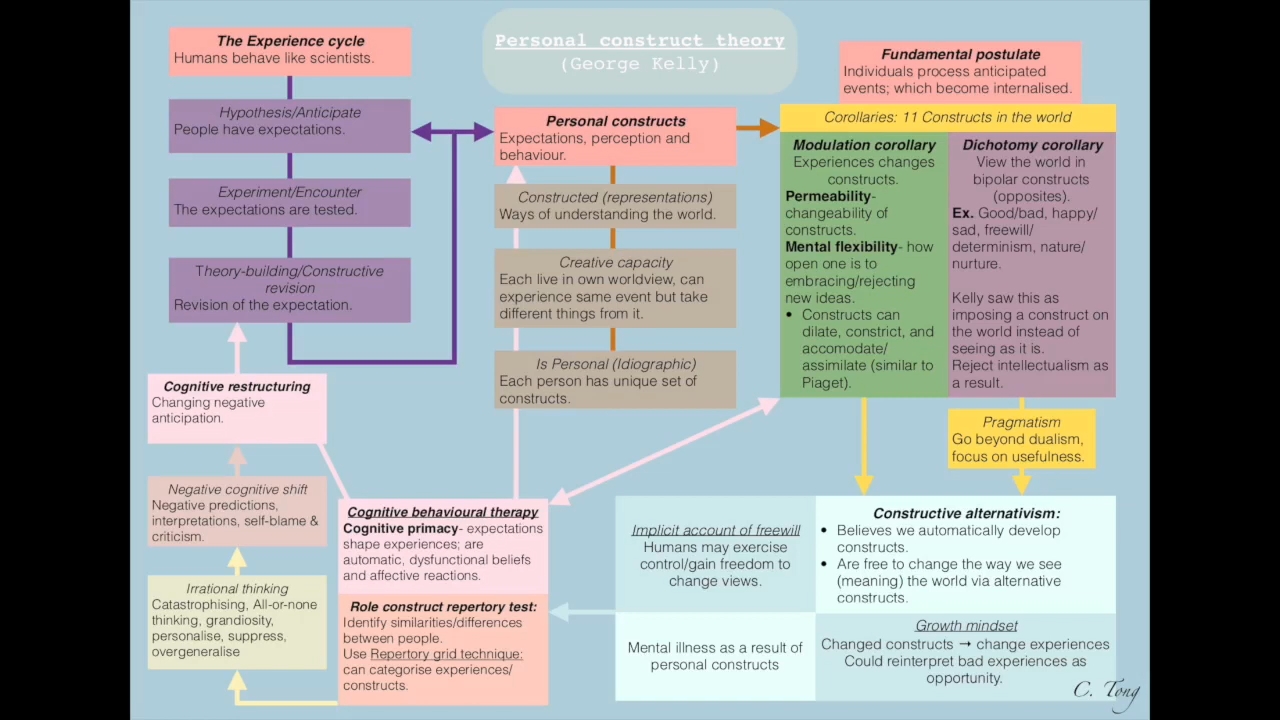 Personal construct theory
(George Kelly)
The Experience cycle
Humans behave like scientists.
Hypothesis/Anticipate
People have expectations.
Experiment/Encounter
The expectations are tested.
Theory-building/Constructive
revision
Revision of the expectation.
Cognitive restructuring
Changing negative
anticipation.
Negative cognitive shift
Negative predictions,
interpretations, self-blame &
criticism.
Irrational thinking
Catastrophising, All-or-none
thinking, grandiosity,
personalise, suppress,
overgeneralise
Personal constructs
Expectations, perception and
behaviour.
Constructed (representations)
Ways of understanding the world.
Creative capacity
Each live in own worldview, can
experience same event but take
different things from it.
Is Personal (Idiographic)
Each person has unique set of
constructs.
Cognitive behavioural therapy
Cognitive primacy- expectations
shape experiences; are
automatic, dysfunctional beliefs
and affective reactions.
Role construct repertory test:
Identify similarities/differences
between people.
Use Repertory grid technique:
can categorise experiences/
constructs.
Fundamental postulate
Individuals process anticipated
events; which become internalised.
Corollaries: 11 Constructs in the world
Modulation corollary
Experiences changes
constructs.
Permeability-
changeability of
constructs.
Mental flexibility- how
open one is to
embracing/rejecting
new ideas.
• Constructs can
dilate, constrict, and
accomodate/
assimilate (similar to
Piaget).
Dichotomy corollary
View the world in
bipolar constructs
(opposites).
Ex. Good/bad, happy/
sad, freewill/
determinism, nature/
nurture.
Kelly saw this as
imposing a construct on
the world instead of
seeing as it is.
Reject intellectualism as
a result.
Pragmatism
Go beyond dualism,
focus on usefulness.
Implicit account of freewill
Humans may exercise
control/gain freedom to
change views.
Constructive alternativism:
• Believes we automatically develop
constructs.
• Are free to change the way we see
(meaning) the world via alternative
constructs.
Mental illness as a result of
personal constructs
Growth mindset
Changed constructs → change experiences
Could reinterpret bad experiences as
opportunity.
C. Tong